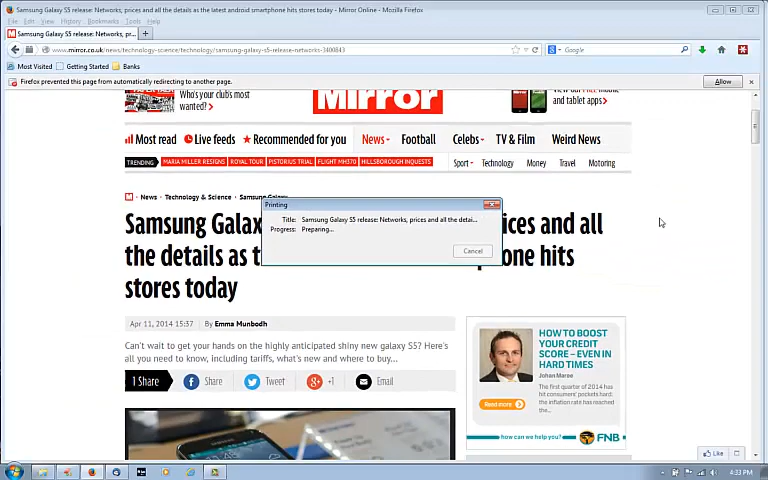 Samsung Galaxy S5 release: Networks, prices and all the details as the latest android smartphone hits stores today - Mirror Online - Mozilla Firefox
File Edit View History Bookmarks Tools Help
Samsung Galaxy S5 release: Networks, pr...
www.mirror.co.uk/news/technology-science/technology/samsung-galaxy-s5-release-networks-3400843
Google
Most Visited Getting Started Banks
Firefox prevented this page from automatically redirecting to another page.
Allow
Who's your club's most wanted?
Mirror
and tablet apps
Most read Live feeds Recommended for you News Football Celebs TV & Film Weird News
TRENDING MARIA MILLER RESIGNS ROYAL TOUR PISTORIUS TRIAL FLIGHT MH370 HILLSBOROUGH INQUESTS Sport Technology Money Travel Motoring
News Technology & Science Samsung Galaxy
Printing
Title: Samsung Galaxy S5 release: Networks, prices and all the detai...
Progress: Preparing...
Cancel
Samsung Galax ices and all
the details as t one hits
stores today
Apr 11, 2014 15:37 By Emma Munbodh
Can't wait to get your hands on the highly anticipated shiny new galaxy S5? Here's
all you need to know, including tariffs, what's new and where to buy...
1 Share Share Tweet +1 Email
HOW TO BOOST
YOUR CREDIT
SCORE – EVEN IN
HARD TIMES
Johan Maree
The first quarter of 2014 has
hit consumers' pockets hard;
the inflation rate has
reached the...
Read more
how can we help you? FNB
Like
4:33 PM